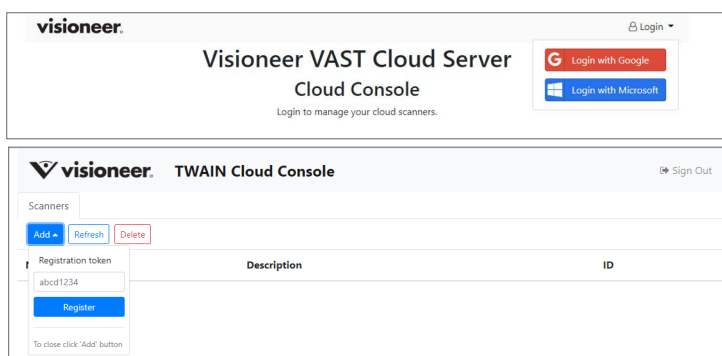 visioneer.
Login
Visioneer VAST Cloud Server
Login with Google
Cloud Console
Login with Microsoft
Login to manage your cloud scanners.
visioneer. TWAIN Cloud Console Sign Out
Scanners
Add Refresh Delete
Registration token
Description ID
abcd1234
Register
To close click 'Add' button